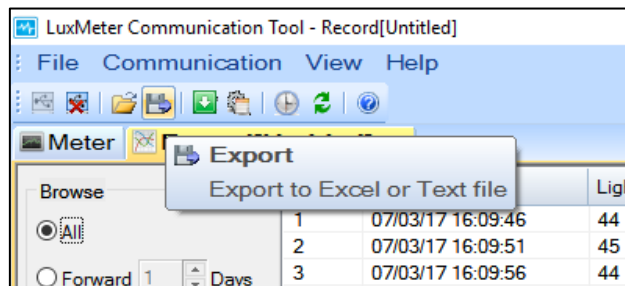 LuxMeter Communication Tool - Record[Untitled]
File Communication View Help
Meter
Export
Export to Excel or Text file
Browse
All
Forward 1 Days
1 07/03/17 16:09:46 44
2 07/03/17 16:09:51 45
3 07/03/17 16:09:56 44